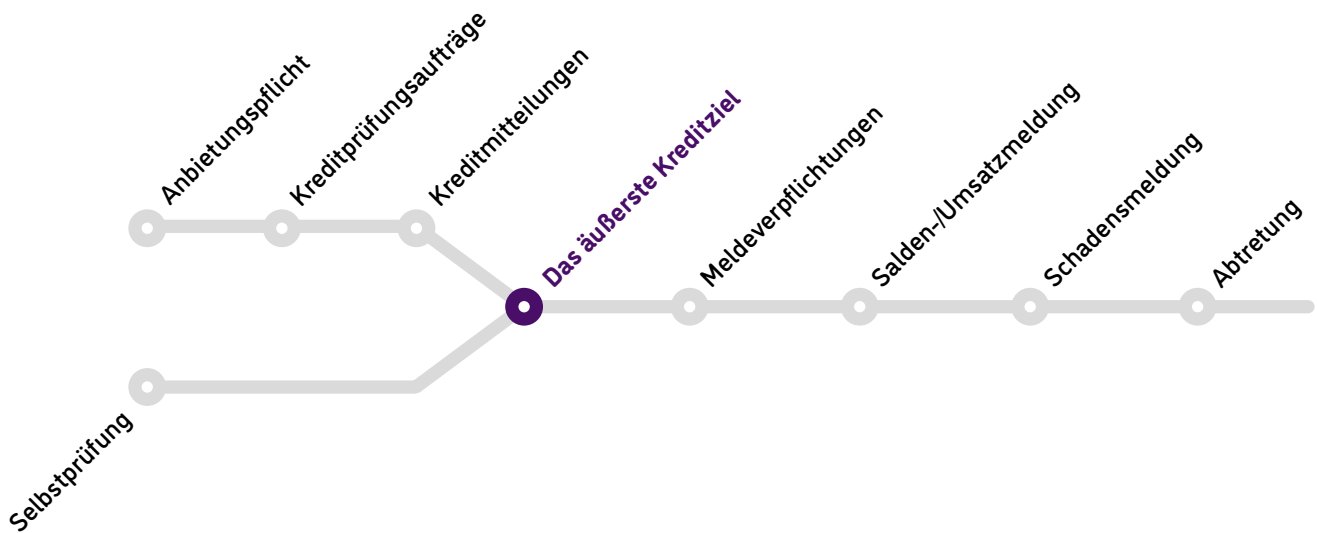 Anbietungspflicht
Kreditprüfungsaufträge
Kreditmitteilungen
Das äußerste Kreditziel
Meldeverpflichtungen
Salden-/Umsatzmeldung
Schadensmeldung
Abtretung
Selbstprüfung